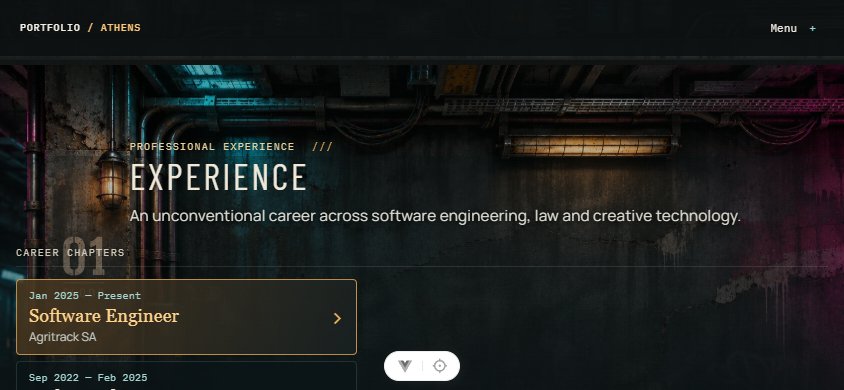 PORTFOLIO / ATHENS
Menu +
PROFESSIONAL EXPERIENCE ///
EXPERIENCE
An unconventional career across software engineering, law and creative technology.
01
CAREER CHAPTERS
Jan 2025 — Present
Software Engineer
Agritrack SA
Sep 2022 — Feb 2025